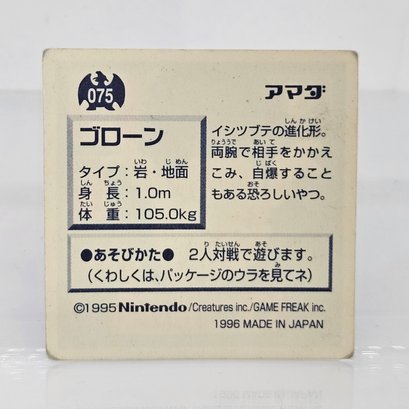 075
アマダ
ゴローン
タイプ：岩・地面
身長：1.0m
体重：105.0kg
イシツブテの進化形。
両腕で相手をかかえ
こみ、自爆すること
もある恐ろしいやつ。
●あそびかた● 2人対戦で遊びます。
（くわしくは、パッケージのウラを見てネ）
©1995 Nintendo/Creatures inc./GAME FREAK inc.
1996 MADE IN JAPAN